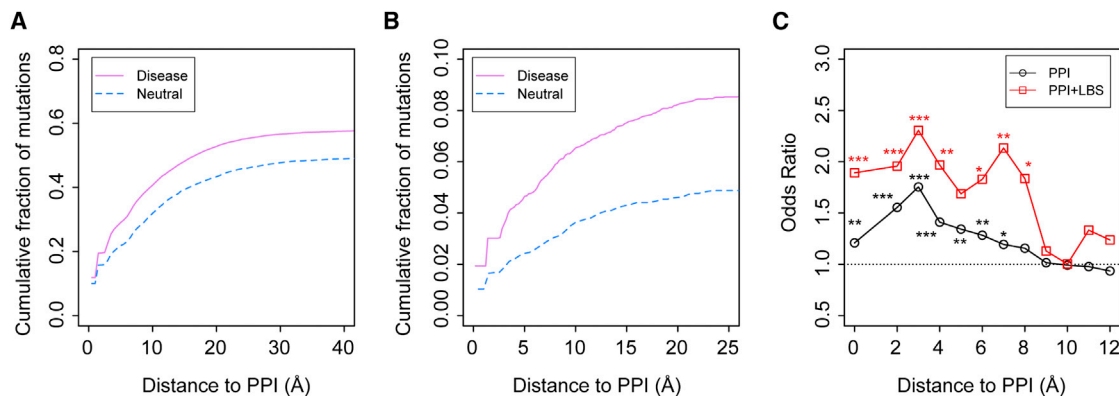 A
Cumulative fraction of mutations
0.0 0.2 0.4 0.6 0.8
Disease
Neutral
0 10 20 30 40
Distance to PPI (Å)
B
Cumulative fraction of mutations
0.00 0.02 0.04 0.06 0.08 0.10
Disease
Neutral
0 5 10 15 20 25
Distance to PPI (Å)
C
Odds Ratio
0.5 1.0 1.5 2.0 2.5 3.0
PPI
PPI+LBS
*** *** *** ** * ** *
** *** *** *** ** ** *
0 2 4 6 8 10 12
Distance to PPI (Å)